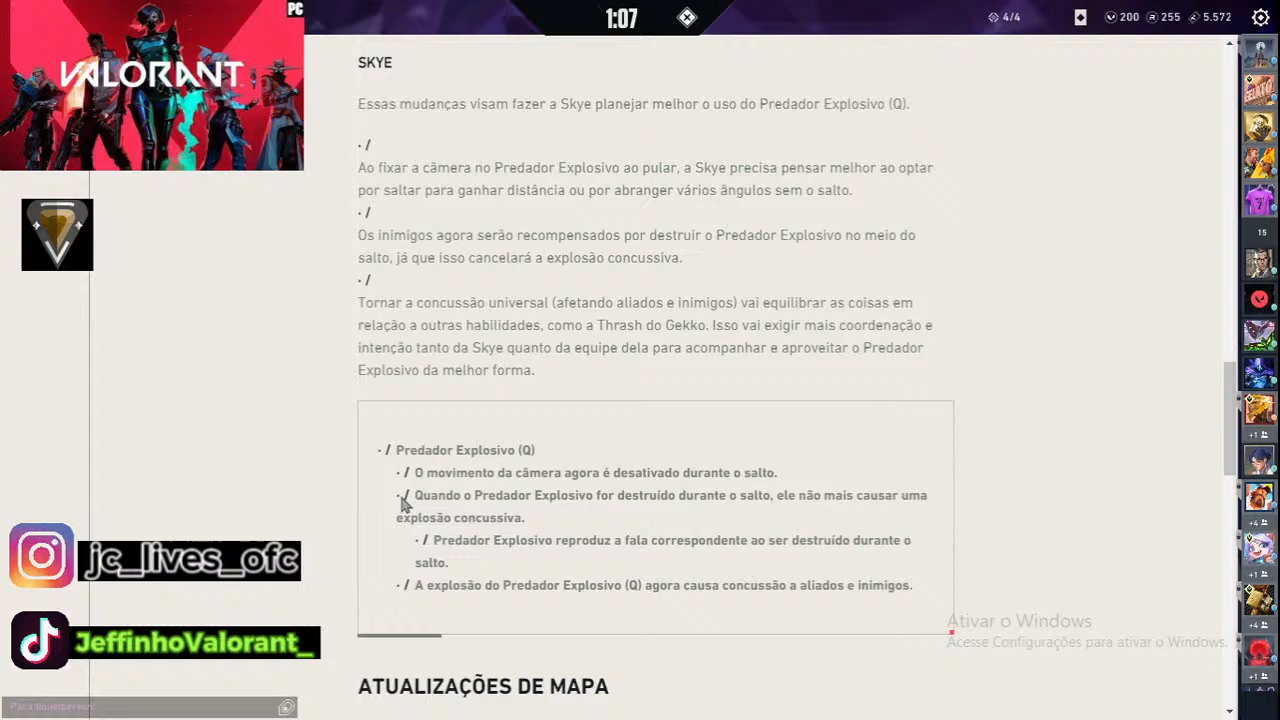 PC
VALORANT
1:07
4/4
200
255
5.572
SKYE
Essas mudanças visam fazer a Skye planejar melhor o uso do Predador Explosivo (Q).
· /
Ao fixar a câmera no Predador Explosivo ao pular, a Skye precisa pensar melhor ao optar
por saltar para ganhar distância ou por abranger vários ângulos sem o salto.
· /
Os inimigos agora serão recompensados por destruir o Predador Explosivo no meio do
salto, já que isso cancelará a explosão concussiva.
· /
Tornar a concussão universal (afetando aliados e inimigos) vai equilibrar as coisas em
relação a outras habilidades, como a Thrash do Gekko. Isso vai exigir mais coordenação e
intenção tanto da Skye quanto da equipe dela para acompanhar e aproveitar o Predador
Explosivo da melhor forma.
· / Predador Explosivo (Q)
· / O movimento da câmera agora é desativado durante o salto.
· / Quando o Predador Explosivo for destruído durante o salto, ele não mais causar uma
explosão concussiva.
· / Predador Explosivo reproduz a fala correspondente ao ser destruído durante o
salto.
· / A explosão do Predador Explosivo (Q) agora causa concussão a aliados e inimigos.
ATUALIZAÇÕES DE MAPA
jc_lives_ofc
JeffinhoValorant_
Ativar o Windows
Acesse Configurações para ativar o Windows.
15
+1
+4
+1
+4
+1